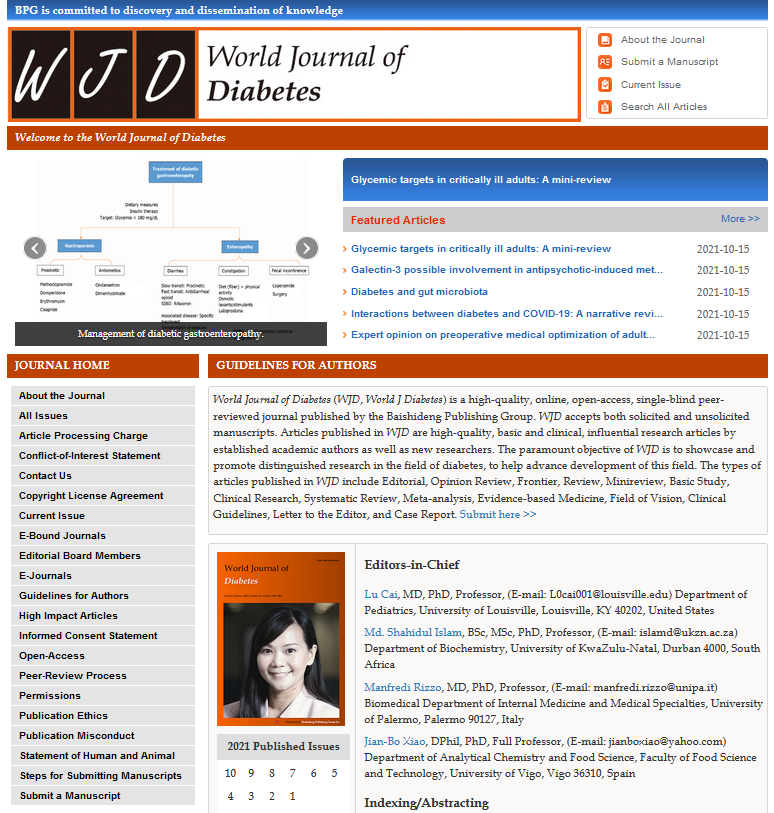 BPG is committed to discovery and dissemination of knowledge
WJD
World Journal of
Diabetes
About the Journal
Submit a Manuscript
Current Issue
Search All Articles
Welcome to the World Journal of Diabetes
Treatment of diabetic
gastroenteropaty
Dietary measures
Insulin therapy
Target: Glycemia < 180 mg/dL
Gastroparesis
Enteropathy
Prokinetic
Antiemetics
Diarrhea
Constipation
Fecal incontinence
Methoclopromide
Domperidone
Erythromycin
Cisapride
Ondansetron
Dimenhydrinate
Slow transit: Procinetic
Fast transit: Antidiarrheal
opioid
SIBO: Rifaximin
Associated disease: Specific
Diet (fiber) + physical
activity
Osmotic
laxants/stimulants
Lubiprostone
Loperamide
Surgery
Management of diabetic gastroenteropathy.
Glycemic targets in critically ill adults: A mini-review
Featured Articles
More >>
Glycemic targets in critically ill adults: A mini-review 2021-10-15
Galectin-3 possible involvement in antipsychotic-induced met... 2021-10-15
Diabetes and gut microbiota 2021-10-15
Interactions between diabetes and COVID-19: A narrative revi... 2021-10-15
Expert opinion on preoperative medical optimization of adult... 2021-10-15
JOURNAL HOME
About the Journal
All Issues
Article Processing Charge
Conflict-of-Interest Statement
Contact Us
Copyright License Agreement
Current Issue
E-Bound Journals
Editorial Board Members
E-Journals
Guidelines for Authors
High Impact Articles
Informed Consent Statement
Open-Access
Peer-Review Process
Permissions
Publication Ethics
Publication Misconduct
Statement of Human and Animal
Steps for Submitting Manuscripts
Submit a Manuscript
GUIDELINES FOR AUTHORS
World Journal of Diabetes (WJD, World J Diabetes) is a high-quality, online, open-access, single-blind peer-
reviewed journal published by the Baishideng Publishing Group. WJD accepts both solicited and unsolicited
manuscripts. Articles published in WJD are high-quality, basic and clinical, influential research articles by
established academic authors as well as new researchers. The paramount objective of WJD is to showcase and
promote distinguished research in the field of diabetes, to help advance development of this field. The types of
articles published in WJD include Editorial, Opinion Review, Frontier, Review, Minireview, Basic Study,
Clinical Research, Systematic Review, Meta-analysis, Evidence-based Medicine, Field of Vision, Clinical
Guidelines, Letter to the Editor, and Case Report. Submit here >>
World Journal of
Diabetes
2021 Published Issues
10 9 8 7 6 5
4 3 2 1
Editors-in-Chief
Lu Cai, MD, PhD, Professor, (E-mail: L0cai001@louisville.edu) Department of
Pediatrics, University of Louisville, Louisville, KY 40202, United States
Md. Shahidul Islam, BSc, MSc, PhD, Professor, (E-mail: islamd@ukzn.ac.za)
Department of Biochemistry, University of KwaZulu-Natal, Durban 4000, South
Africa
Manfredi Rizzo, MD, PhD, Professor, (E-mail: manfredi.rizzo@unipa.it)
Biomedical Department of Internal Medicine and Medical Specialties, University
of Palermo, Palermo 90127, Italy
Jian-Bo Xiao, DPhil, PhD, Full Professor, (E-mail: jianboxiao@yahoo.com)
Department of Analytical Chemistry and Food Science, Faculty of Food Science
and Technology, University of Vigo, Vigo 36310, Spain
Indexing/Abstracting